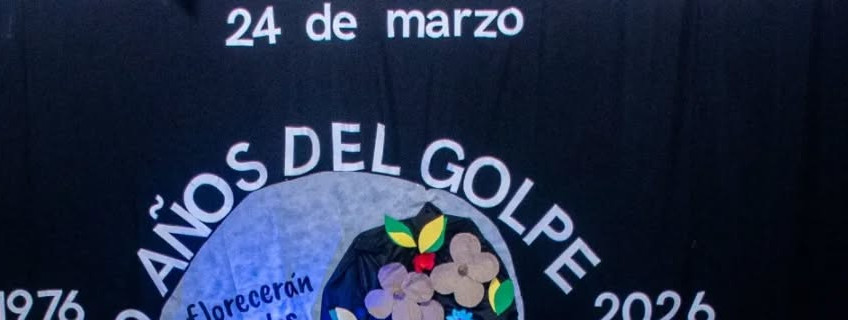 24 de marzo
AÑOS DEL GOLPE
1976
2026
florecerán